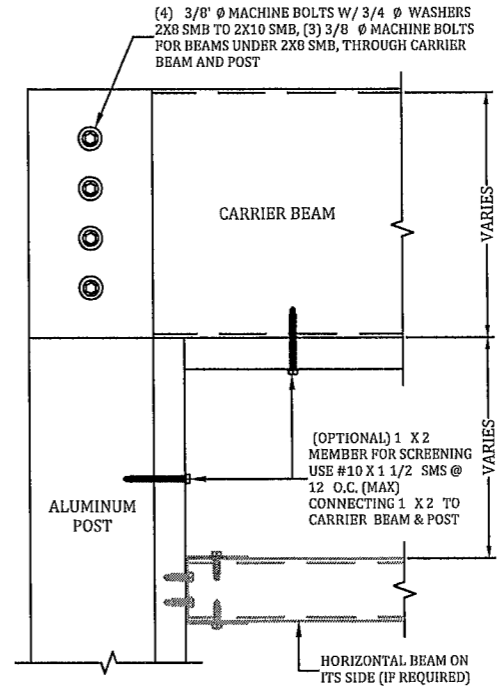 (4) 3/8' Ø MACHINE BOLTS W/ 3/4 Ø WASHERS
2X8 SMB TO 2X10 SMB, (3) 3/8 Ø MACHINE BOLTS
FOR BEAMS UNDER 2X8 SMB, THROUGH CARRIER
BEAM AND POST
CARRIER BEAM
VARIES
(OPTIONAL) 1 X 2
MEMBER FOR SCREENING
USE #10 X 1 1/2 SMS @
12 O.C. (MAX)
CONNECTING 1 X 2 TO
CARRIER BEAM & POST
VARIES
ALUMINUM
POST
HORIZONTAL BEAM ON
ITS SIDE (IF REQUIRED)